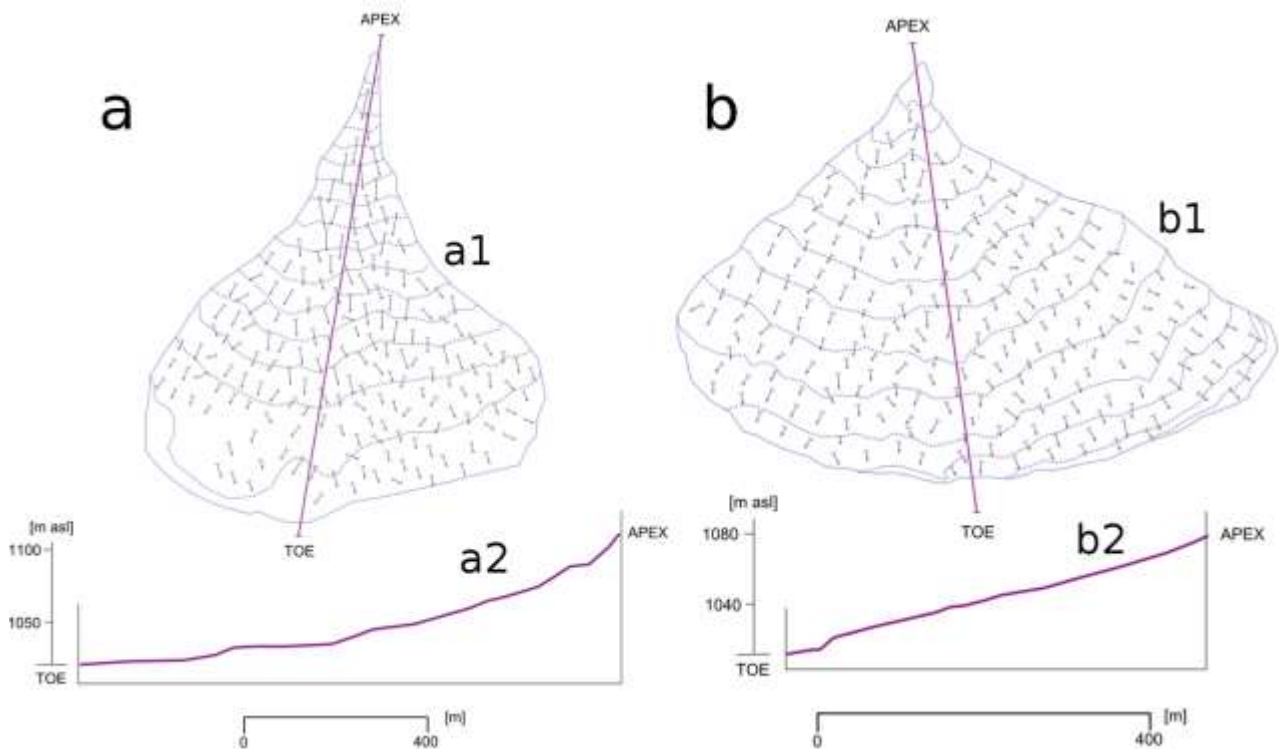 APEX
APEX
a
b
a1
b1
TOE
TOE
[m asl]
1100
1050
TOE
a2
APEX
[m asl]
1080
1040
TOE
b2
APEX
[m]
0
400
[m]
0
400